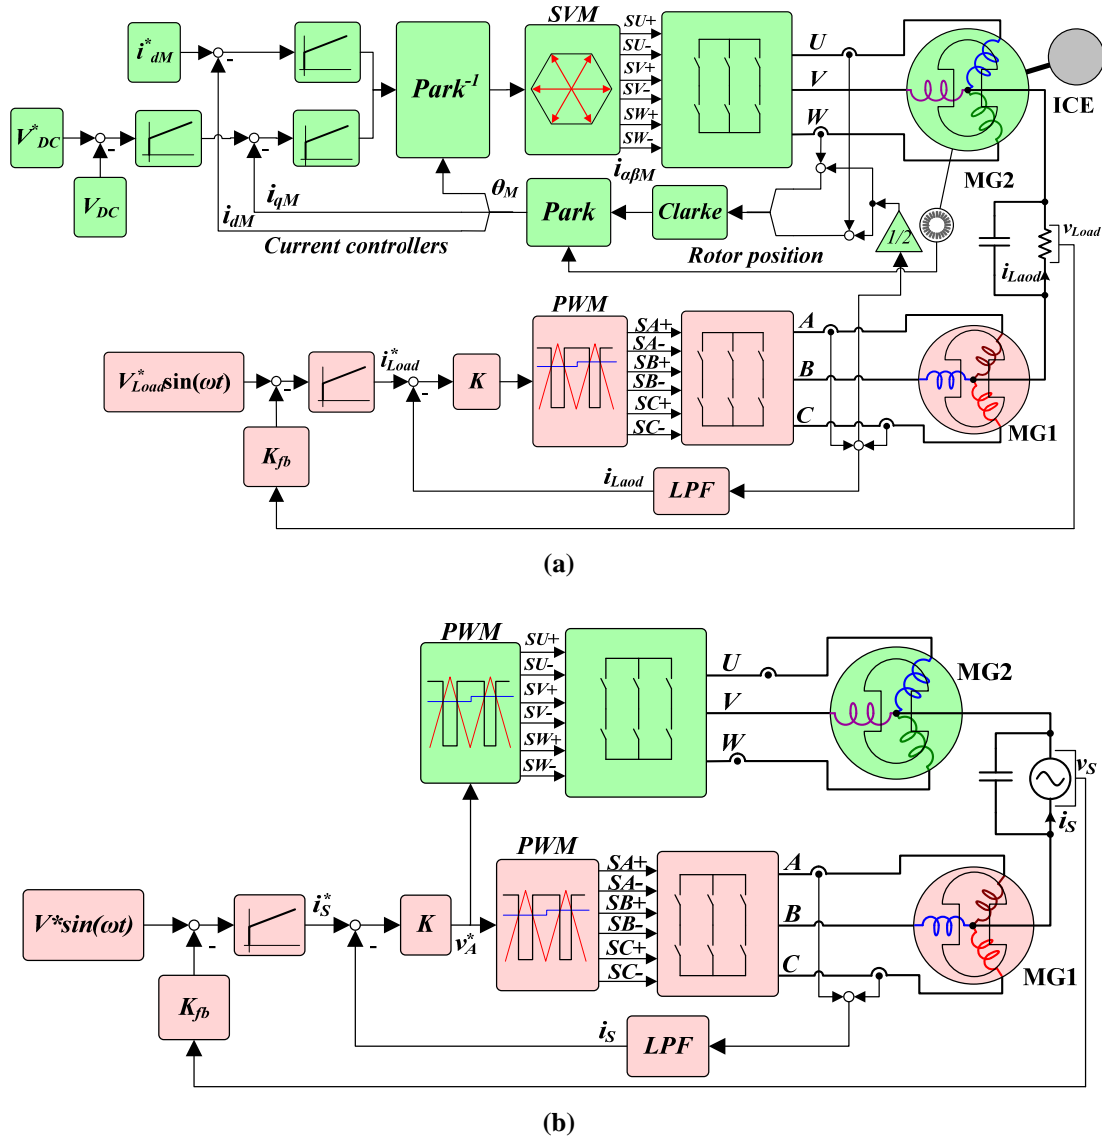 SVM
i*dM
Park-1
SU+
SU-
SV+
SV-
SW+
SW-
U
V
W
ICE
MG2
V*DC
VDC
iqM
idM
θM
iαβM
Park
Clarke
1/2
Current controllers
Rotor position
vLoad
iLaod
PWM
V*Load sin(ωt)
i*Load
K
SA+
SA-
SB+
SB-
SC+
SC-
A
B
C
MG1
Kfb
iLaod
LPF
(a)
PWM
SU+
SU-
SV+
SV-
SW+
SW-
U
V
W
MG2
vS
iS
PWM
V*sin(ωt)
i*S
K
v*A
SA+
SA-
SB+
SB-
SC+
SC-
A
B
C
MG1
Kfb
iS
LPF
(b)
-
-
-
-
-
-
-